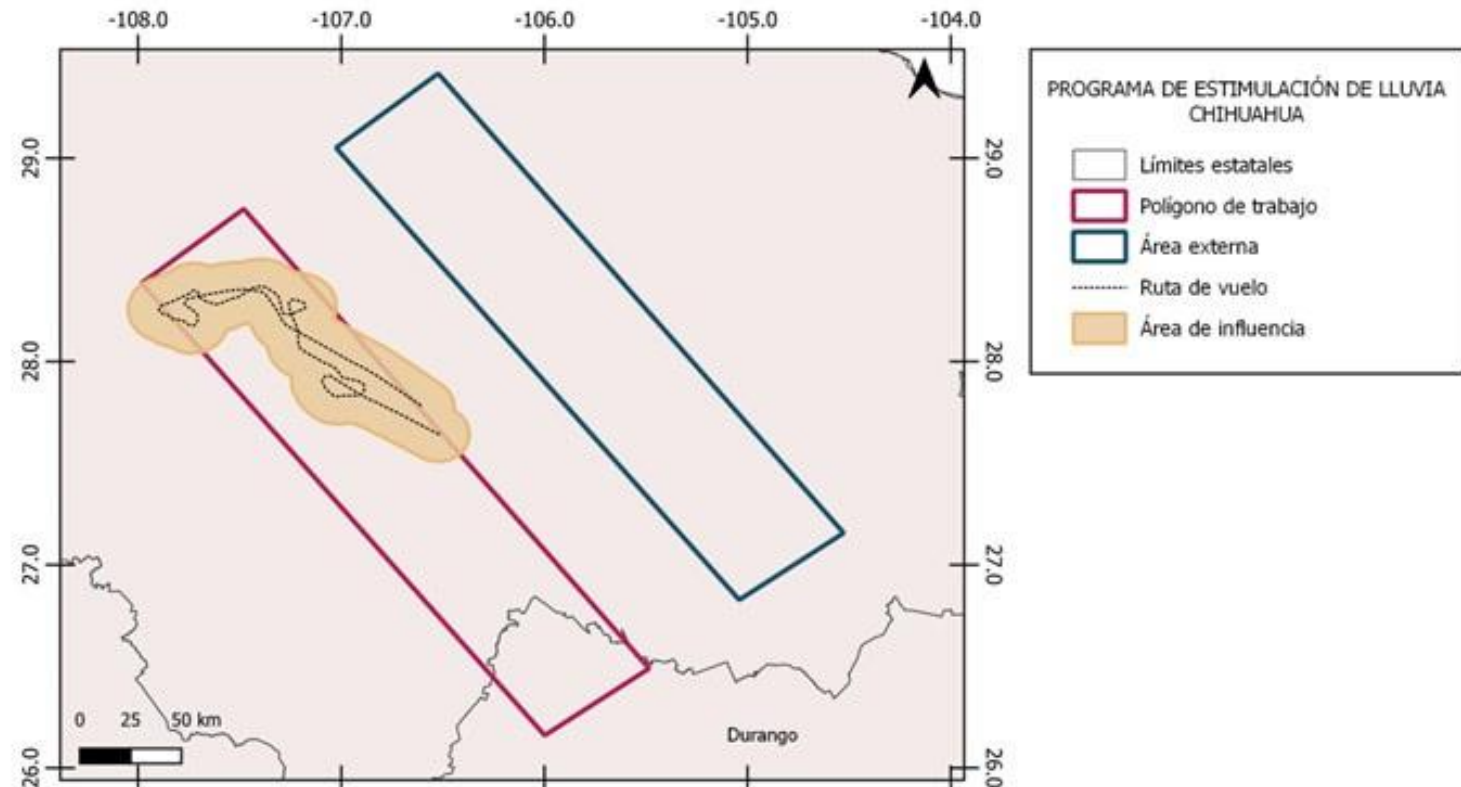 -108.0 -107.0 -106.0 -105.0 -104.0
PROGRAMA DE ESTIMULACIÓN DE LLUVIA
CHIHUAHUA
Límites estatales
Polígono de trabajo
Área externa
Ruta de vuelo
Área de influencia
29.0 29.0
28.0 28.0
27.0 27.0
0 25 50 km
Durango
26.0 26.0